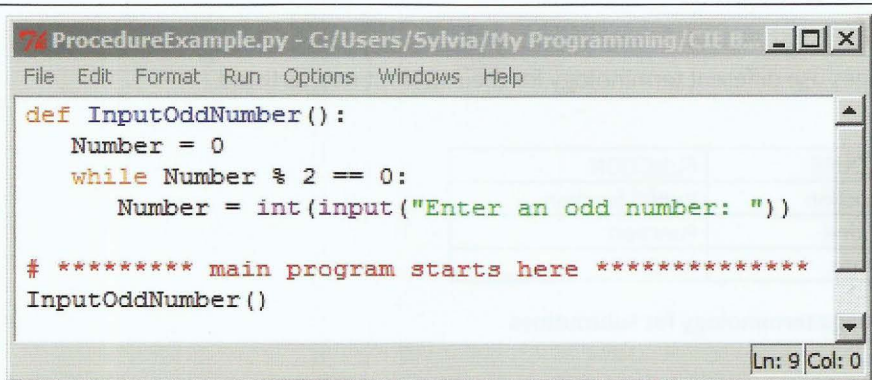 ProcedureExample.py - C:/Users/Sylvia/My Programming/CIE
File Edit Format Run Options Windows Help
def InputOddNumber():
   Number = 0
   while Number % 2 == 0:
      Number = int(input("Enter an odd number: "))
# ********* main program starts here **************
InputOddNumber()
Ln: 9 Col: 0